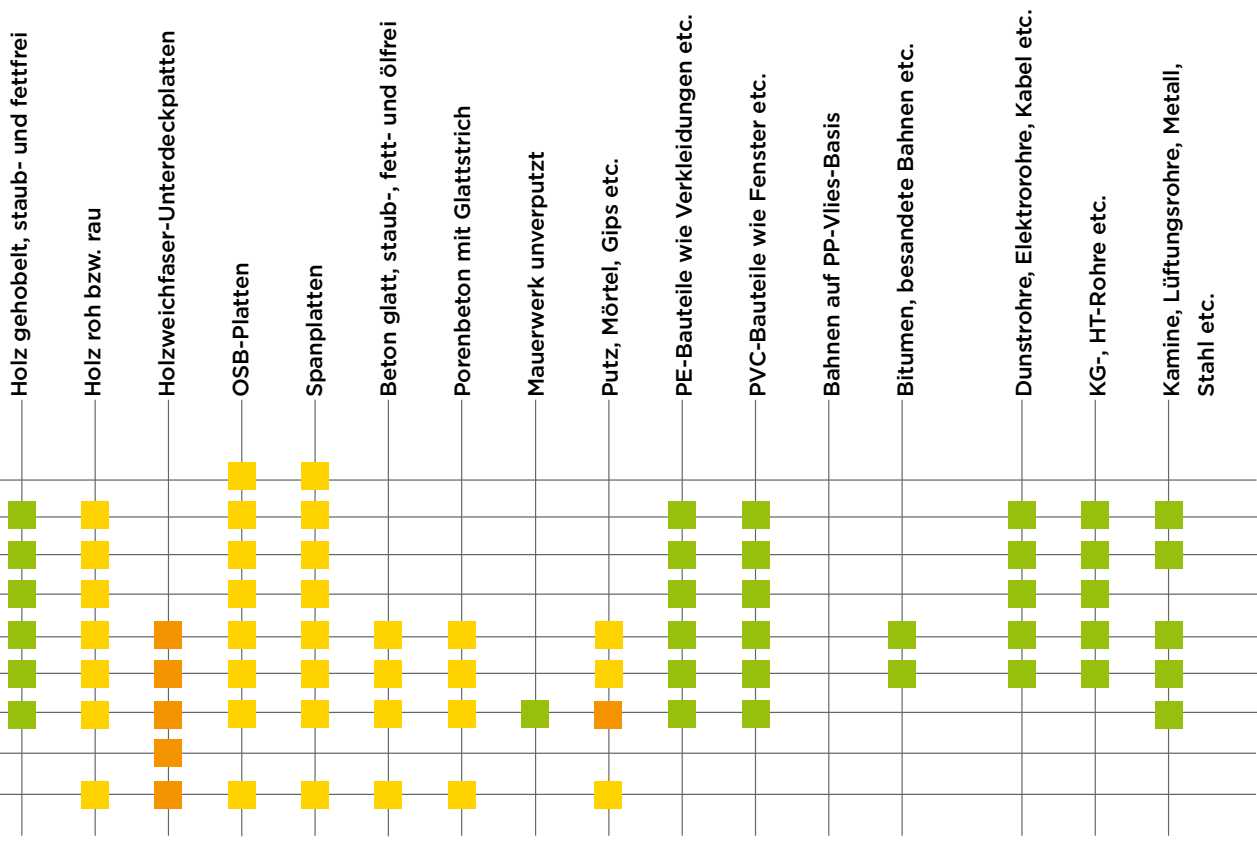 Holz gehobelt, staub- und fettfrei
Holz roh bzw. rau
Holzweichfaser-Unterdeckplatten
OSB-Platten
Spanplatten
Beton glatt, staub-, fett- und ölfrei
Porenbeton mit Glattstrich
Mauerwerk unverputzt
Putz, Mörtel, Gips etc.
PE-Bauteile wie Verkleidungen etc.
PVC-Bauteile wie Fenster etc.
Bahnen auf PP-Vlies-Basis
Bitumen, besandete Bahnen etc.
Dunstrohre, Elektrorohre, Kabel etc.
KG-, HT-Rohre etc.
Kamine, Lüftungsrohre, Metall,
Stahl etc.